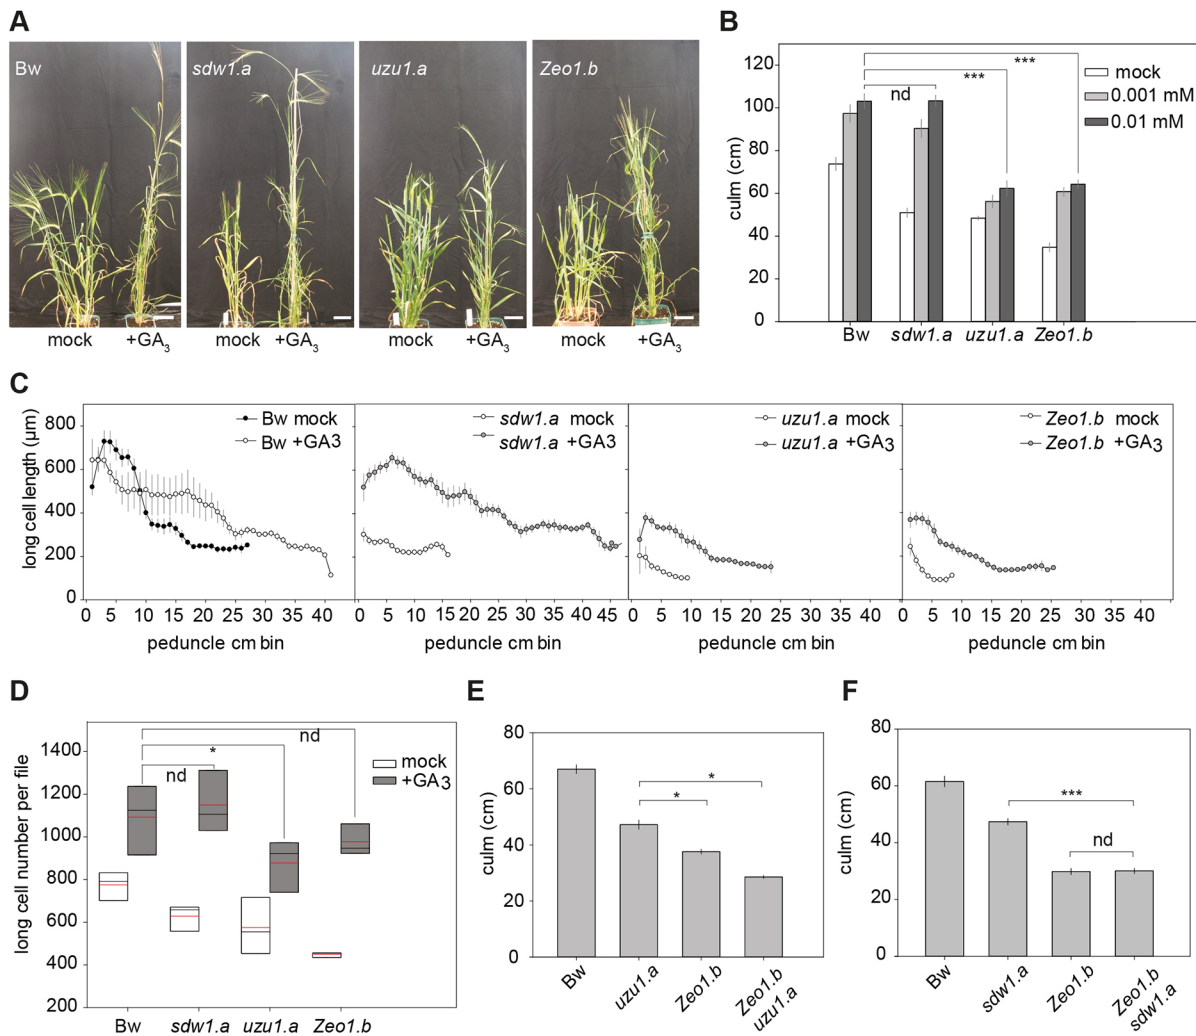 A
Bw
sdw1.a
uzu1.a
Zeo1.b
mock +GA3
mock +GA3
mock +GA3
mock +GA3
B
120
100
80
60
40
20
0
culm (cm)
***
***
nd
mock
0.001 mM
0.01 mM
Bw sdw1.a uzu1.a Zeo1.b
C
800
600
400
200
0
long cell length (µm)
Bw mock
Bw +GA3
0 5 10 15 20 25 30 35 40
peduncle cm bin
sdw1.a mock
sdw1.a +GA3
0 5 10 15 20 25 30 35 40 45
peduncle cm bin
uzu1.a mock
uzu1.a +GA3
0 5 10 15 20 25 30 35 40
peduncle cm bin
Zeo1.b mock
Zeo1.b +GA3
0 5 10 15 20 25 30 35 40
peduncle cm bin
D
1400
1200
1000
800
600
400
200
long cell number per file
nd
*
nd
mock
+GA3
Bw sdw1.a uzu1.a Zeo1.b
E
80
60
40
20
0
culm (cm)
*
*
Bw
uzu1.a
Zeo1.b
Zeo1.b
uzu1.a
F
80
60
40
20
0
culm (cm)
***
nd
Bw
sdw1.a
Zeo1.b
Zeo1.b
sdw1.a